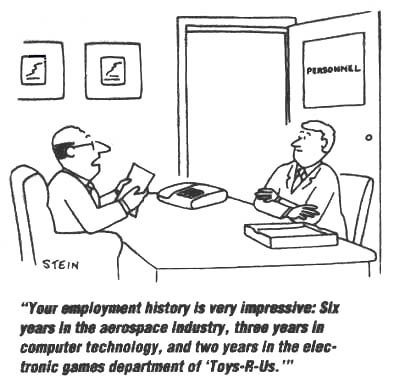 PERSONNEL
STEIN
"Your employment history is very impressive: Six
years in the aerospace industry, three years in
computer technology, and two years in the elec-
tronic games department of 'Toys-R-Us.'"